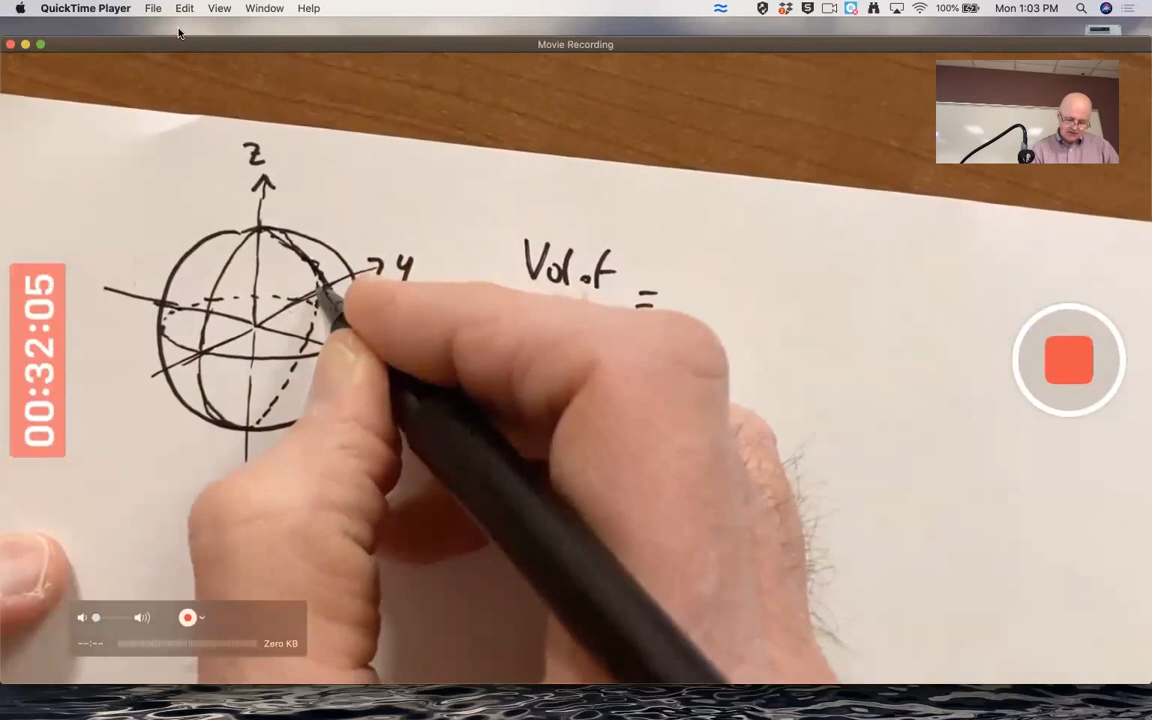 QuickTime Player File Edit View Window Help 100% Mon 1:03 PM
Movie Recording
z
y
Vol. of
=
00:32:05
--:-- Zero KB